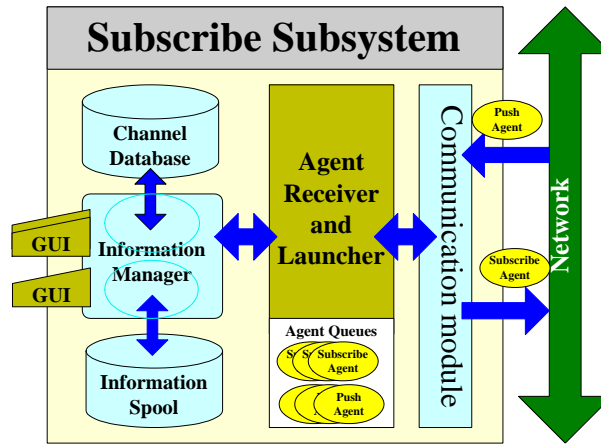 Subscribe Subsystem
Channel
Database
GUI
GUI
Information
Manager
Information
Spool
Agent
Receiver
and
Launcher
Agent Queues
Subscribe
Agent
Push
Agent
Communication module
Push
Agent
Subscribe
Agent
Network